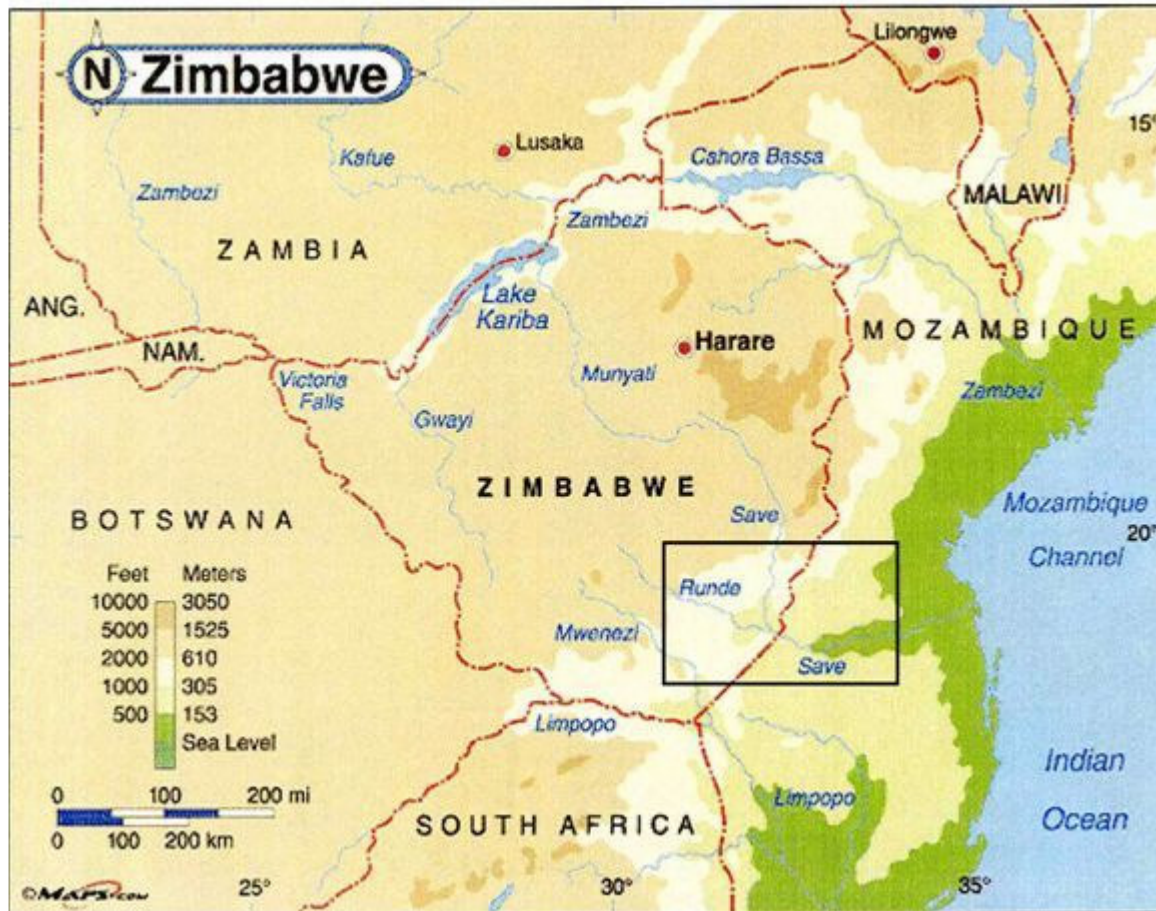 N Zimbabwe
Lilongwe
15°
Lusaka
Kafue
Cahora Bassa
Zambezi
MALAWI
Zambezi
ZAMBIA
Lake
Kariba
ANG.
MOZAMBIQUE
Harare
NAM.
Victoria
Falls
Munyati
Zambezi
Gwayi
ZIMBABWE
Mozambique
Channel
BOTSWANA
Save
20°
Feet Meters
10000 3050
5000 1525
2000 610
1000 305
500 153
Sea Level
Runde
Mwenezi
Save
Limpopo
Indian
Ocean
Limpopo
0 100 200 mi
0 100 200 km
SOUTH AFRICA
©Maps.com
25°
30°
35°